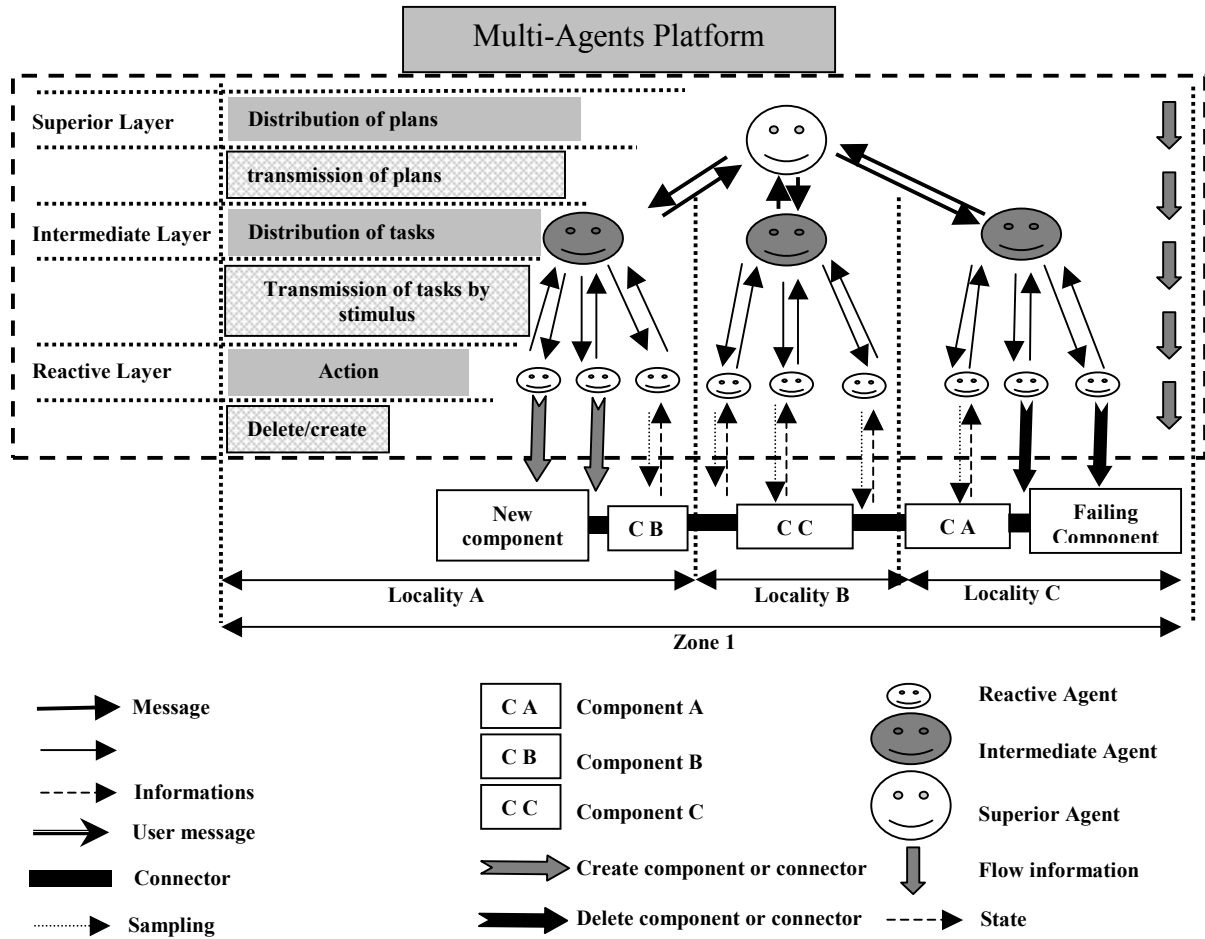 Multi-Agents Platform
Superior Layer
Distribution of plans
transmission of plans
Intermediate Layer
Distribution of tasks
Transmission of tasks by
stimulus
Reactive Layer
Action
Delete/create
New
component
C B
C C
C A
Failing
Component
Locality A
Locality B
Locality C
Zone 1
Message
Informations
User message
Connector
Sampling
C A
Component A
C B
Component B
C C
Component C
Create component or connector
Delete component or connector
Reactive Agent
Intermediate Agent
Superior Agent
Flow information
State